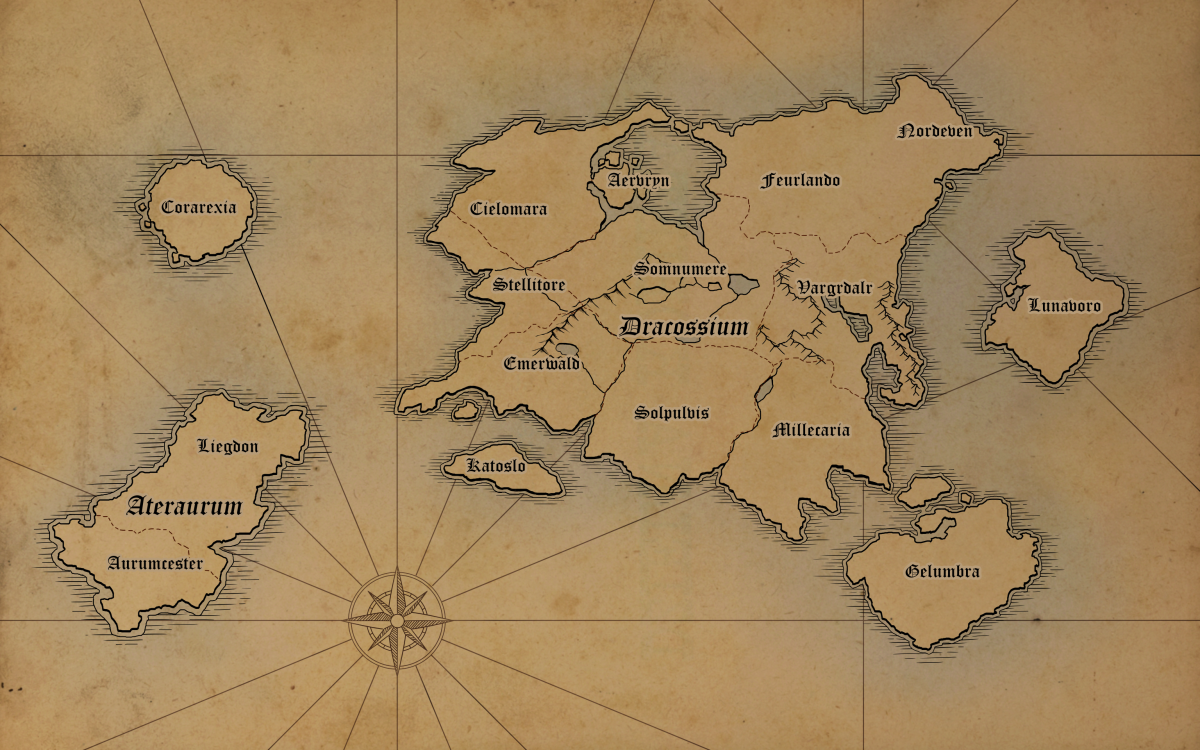 Nordeven
Feurlando
Aervryn
Corarexia
Cielomara
Somnumere
Stellitore
Vargrdalr
Lunavoro
Dracossium
Emerwald
Solpulvis
Millecaria
Liegdon
Katoslo
Ateraurum
Aurumcester
Gelumbra